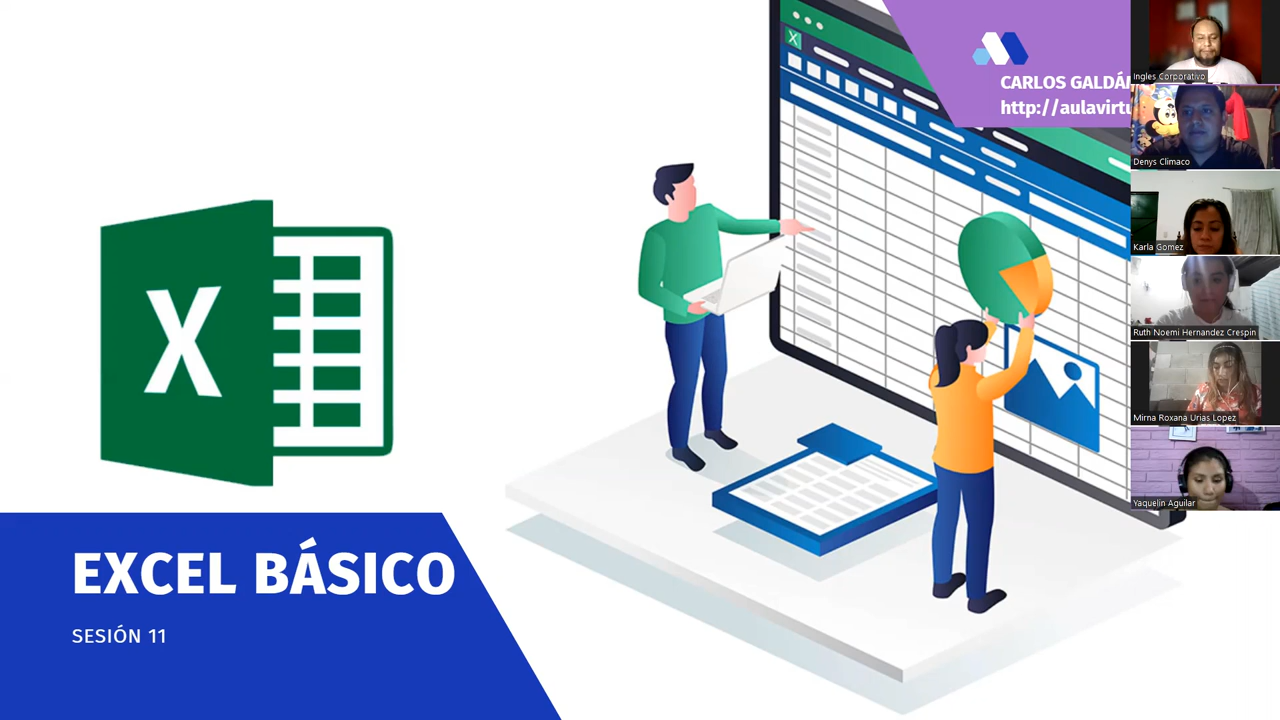 CARLOS GALDÁ
http://aulavirtu
Ingles Corporativo
Denys Climaco
Karla Gomez
Ruth Noemi Hernandez Crespin
Mirna Roxana Urias Lopez
Yaquelin Aguilar
X
X
EXCEL BÁSICO
SESIÓN 11